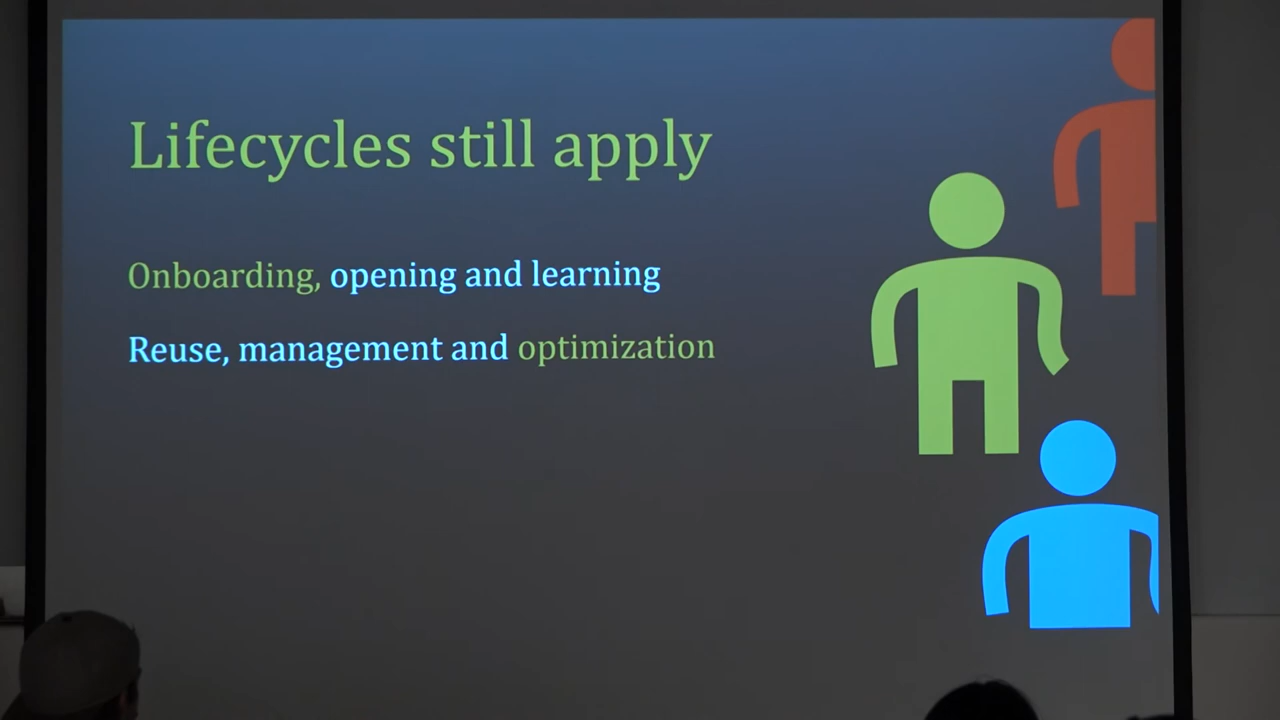 Lifecycles still apply
Onboarding, opening and learning
Reuse, management and optimization